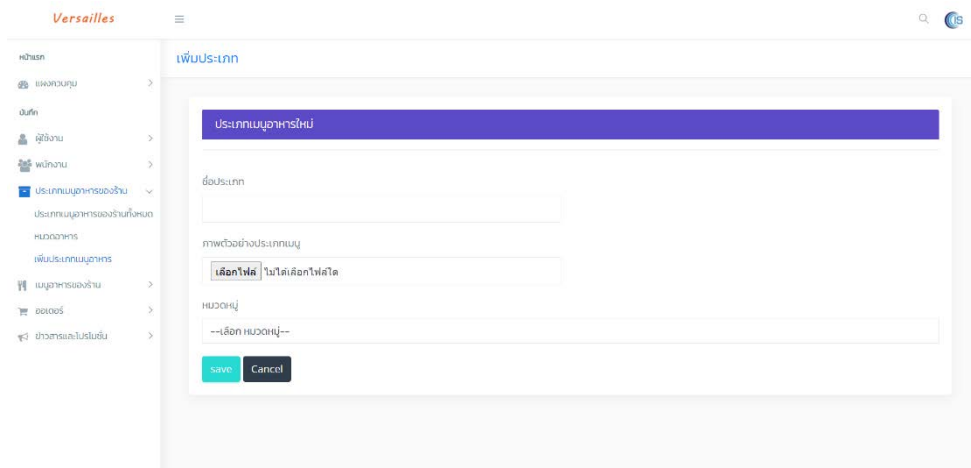 Versailles
หน้าแรก
แผงควบคุม
บันทึก
ผู้ใช้งาน
พนักงาน
ประเภทเมนูอาหารของร้าน
ประเภทเมนูอาหารของร้านทั้งหมด
หมวดอาหาร
เพิ่มประเภทเมนูอาหาร
เมนูอาหารของร้าน
ออเดอร์
ข่าวสารและโปรโมชั่น
CIS
เพิ่มประเภท
ประเภทเมนูอาหารใหม่
ชื่อประเภท
ภาพตัวอย่างประเภทเมนู
เลือกไฟล์ ไม่ได้เลือกไฟล์ใด
หมวดหมู่
--เลือก หมวดหมู่--
save Cancel